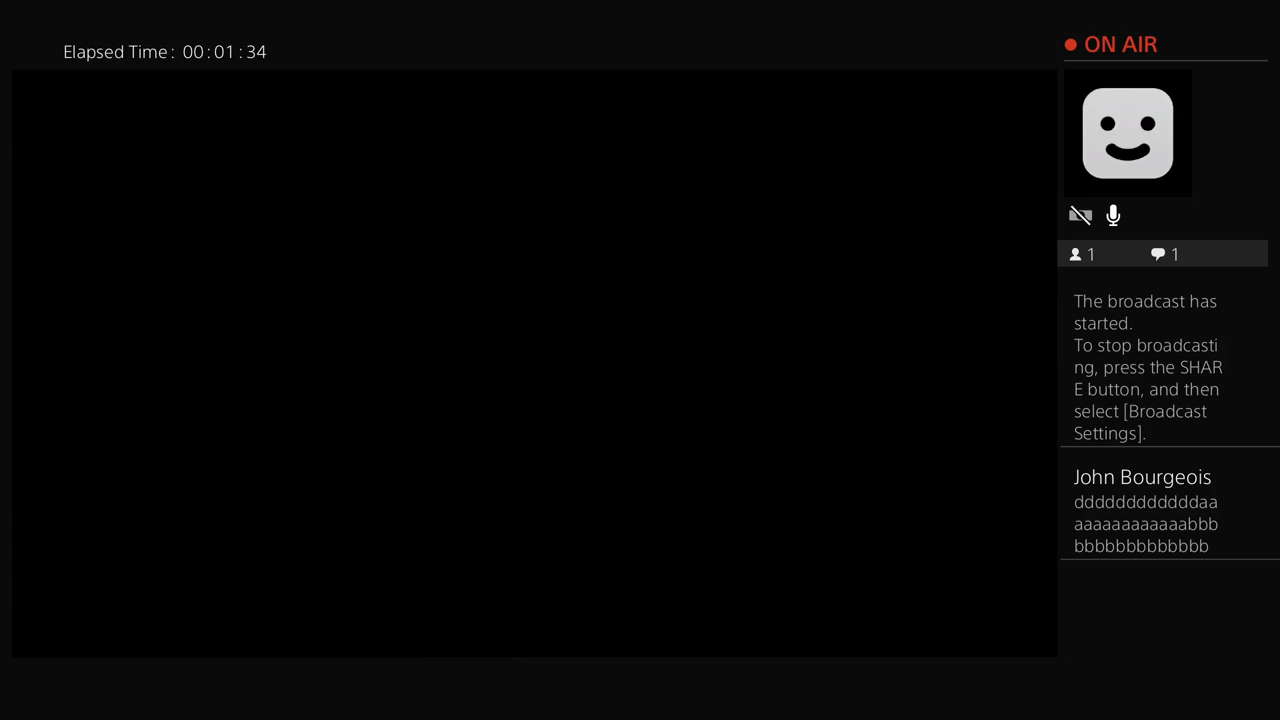 Elapsed Time: 00:01:34
ON AIR
1
1
The broadcast has
started.
To stop broadcasti
ng, press the SHAR
E button, and then
select [Broadcast
Settings].
John Bourgeois
ddddddddddddaa
aaaaaaaaaaaabbb
bbbbbbbbbbbbb